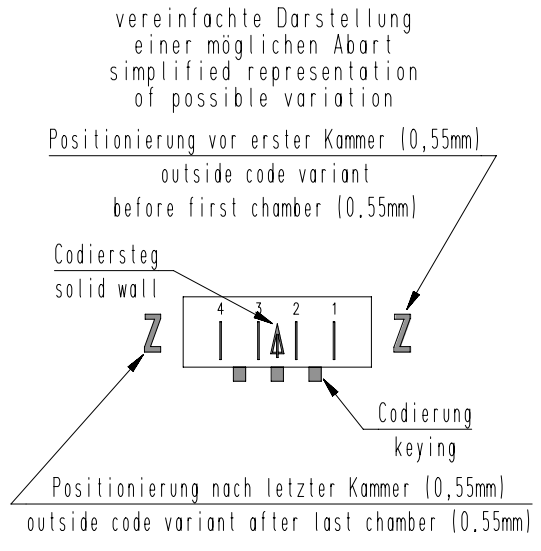 vereinfachte Darstellung
einer möglichen Abart
simplified representation
of possible variation
Positionierung vor erster Kammer (0,55mm)
outside code variant
before first chamber (0.55mm)
Codiersteg
solid wall
4 3 2 1
Z Z
Codierung
keying
Positionierung nach letzter Kammer (0,55mm)
outside code variant after last chamber (0.55mm)